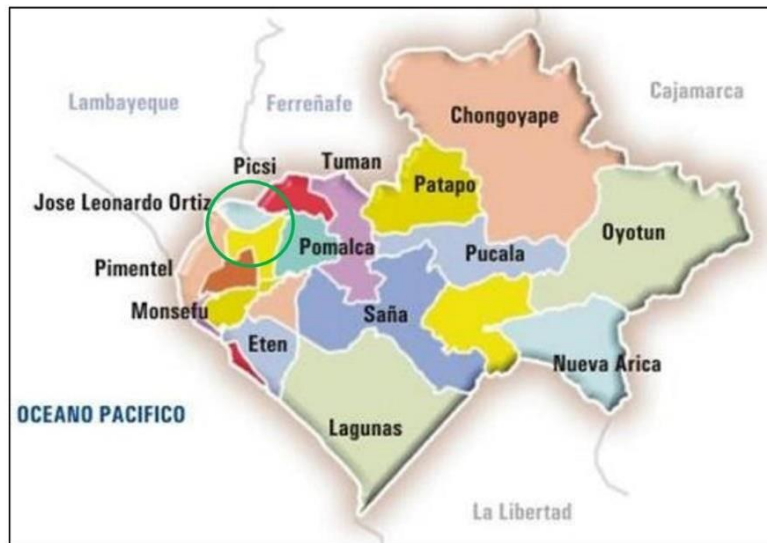 Lambayeque
Ferreñafe
Cajamarca
Chongoyape
Picsi
Tuman
Patapo
Jose Leonardo Ortiz
Oyotun
Pomalca
Pucala
Pimentel
Monsefu
Saña
Eten
Nueva Arica
OCEANO PACIFICO
Lagunas
La Libertad